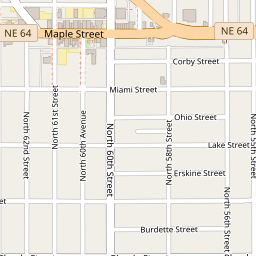 NE 64
Maple Street
NE 64
Corby Street
Miami Street
Ohio Street
Lake Street
Erskine Street
Burdette Street
North 62nd Street
North 61st Street
North 60th Avenue
North 60th Street
North 58th Street
North 56th Street
North 55th Street